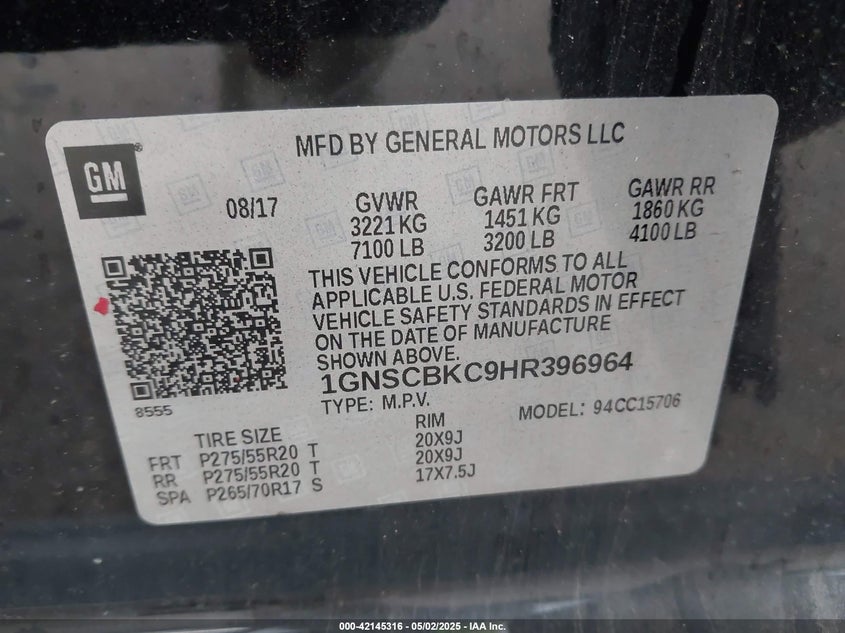 MFD BY GENERAL MOTORS LLC
GM
08/17
GVWR
3221 KG
7100 LB
GAWR FRT
1451 KG
3200 LB
GAWR RR
1860 KG
4100 LB
THIS VEHICLE CONFORMS TO ALL
APPLICABLE U.S. FEDERAL MOTOR
VEHICLE SAFETY STANDARDS IN EFFECT
ON THE DATE OF MANUFACTURE
SHOWN ABOVE.
1GNSCBKC9HR396964
8555
TYPE: M.P.V.
MODEL: 94CC15706
TIRE SIZE RIM
FRT P275/55R20 T 20X9J
RR P275/55R20 T 20X9J
SPA P265/70R17 S 17X7.5J
000-42145316 - 05/02/2025 - IAA Inc.